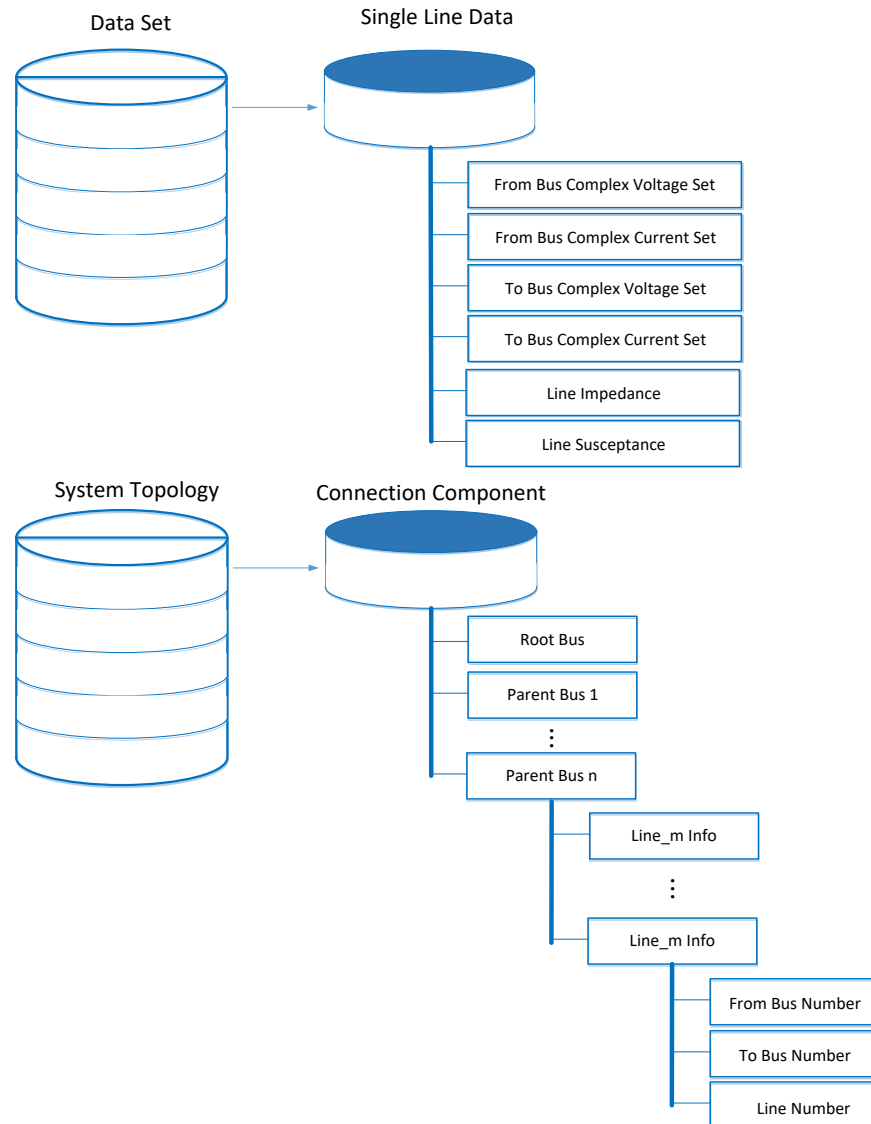 Data Set
Single Line Data
From Bus Complex Voltage Set
From Bus Complex Current Set
To Bus Complex Voltage Set
To Bus Complex Current Set
Line Impedance
Line Susceptance
System Topology
Connection Component
Root Bus
Parent Bus 1
⋮
Parent Bus n
Line_m Info
⋮
Line_m Info
From Bus Number
To Bus Number
Line Number